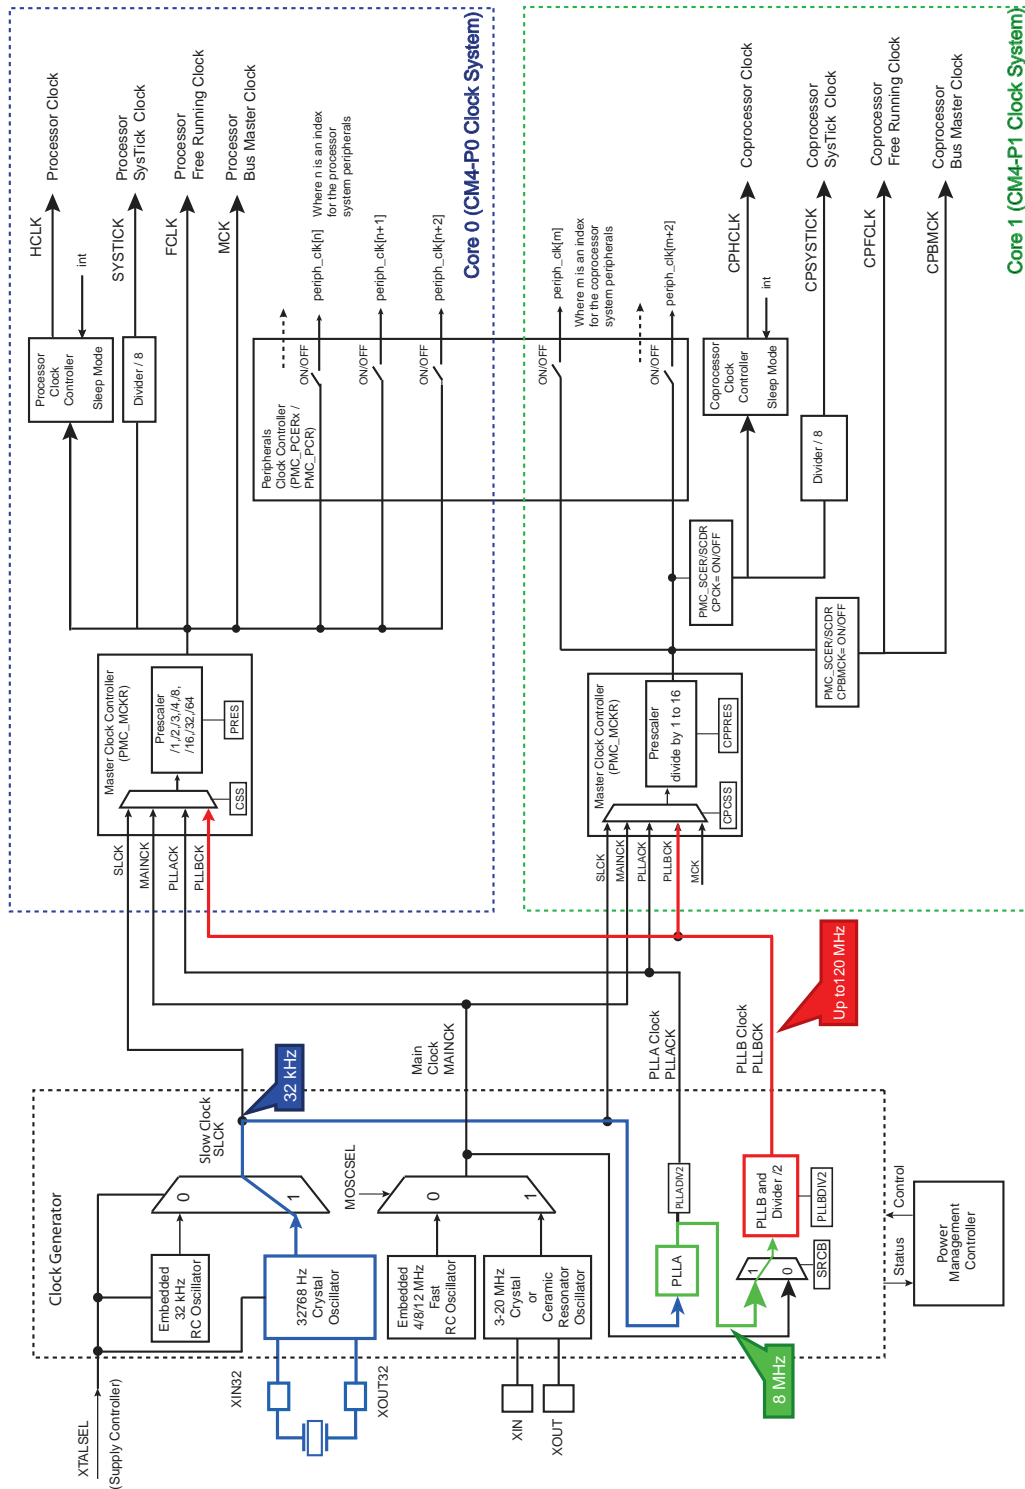 Clock Generator
XTALSEL
(Supply Controller)
Embedded
32 kHz
RC Oscillator
0
1
Slow Clock
SLCK
32 kHz
XIN32
XOUT32
32768 Hz
Crystal
Oscillator
MOSCSEL
Embedded
4/8/12 MHz
Fast
RC Oscillator
0
1
XIN
XOUT
3-20 MHz
Crystal
or
Ceramic
Resonator
Oscillator
Main
Clock
MAINCK
PLLA
PLLADIV2
PLLA Clock
PLLACK
8 MHz
1
0
SRCB
PLLB and
Divider /2
PLLBDIV2
PLLB Clock
PLLBCK
Up to120 MHz
Status
Control
Power
Management
Controller
SLCK
MAINCK
PLLACK
PLLBCK
Master Clock Controller
(PMC_MCKR)
Prescaler
/1,/2,/3,/4,/8,
/16,/32,/64
CSS
PRES
Processor
Clock
Controller
Sleep Mode
int
HCLK
Processor Clock
Divider / 8
SYSTICK
Processor
SysTick Clock
FCLK
Processor
Free Running Clock
MCK
Processor
Bus Master Clock
Peripherals
Clock Controller
(PMC_PCERx /
PMC_PCR)
ON/OFF
periph_clk[n]
Where n is an index
for the processor
system peripherals
ON/OFF
periph_clk[n+1]
ON/OFF
periph_clk[n+2]
Core 0 (CM4-P0 Clock System)
SLCK
MAINCK
PLLACK
PLLBCK
MCK
Master Clock Controller
(PMC_MCKR)
Prescaler
divide by 1 to 16
CPCSS
CPPRES
ON/OFF
periph_clk[m]
Where m is an index
for the coprocessor
system peripherals
ON/OFF
periph_clk[m+2]
PMC_SCER/SCDR
CPCK= ON/OFF
Coprocessor
Clock
Controller
Sleep Mode
int
CPHCLK
Coprocessor Clock
Divider / 8
CPSYSTICK
Coprocessor
SysTick Clock
PMC_SCER/SCDR
CPBMCK= ON/OFF
CPFCLK
Coprocessor
Free Running Clock
CPBMCK
Coprocessor
Bus Master Clock
Core 1 (CM4-P1 Clock System)